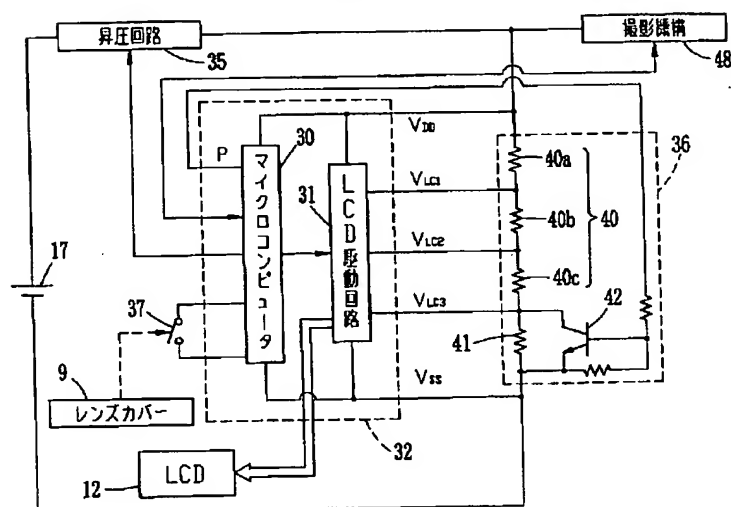 昇圧回路
35
撮影機構
48
P
30
マイクロコンピュータ
31
LCD駆動回路
VDD
VLC1
VLC2
VLC3
VSS
40a
40b
40c
40
36
41
42
17
37
9
レンズカバー
32
12
LCD